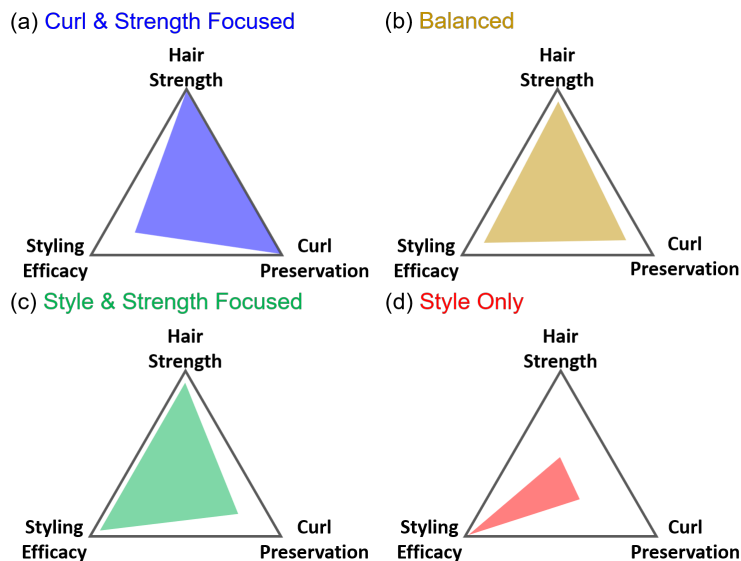 (a) Curl & Strength Focused
Hair
Strength
Styling
Efficacy
Curl
Preservation
(b) Balanced
Hair
Strength
Styling
Efficacy
Curl
Preservation
(c) Style & Strength Focused
Hair
Strength
Styling
Efficacy
Curl
Preservation
(d) Style Only
Hair
Strength
Styling
Efficacy
Curl
Preservation